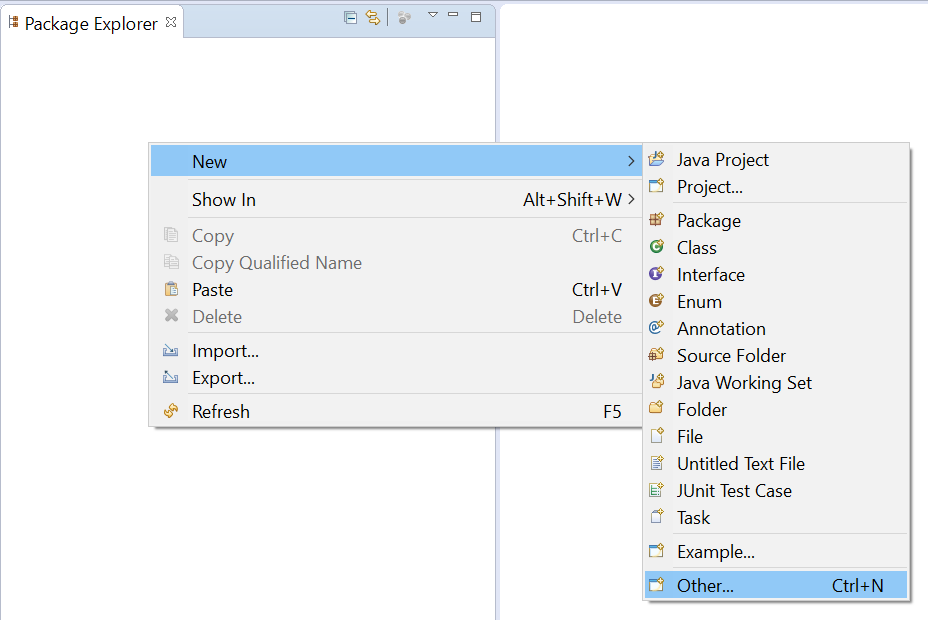 Package Explorer
New
Show In Alt+Shift+W
Copy Ctrl+C
Copy Qualified Name
Paste Ctrl+V
Delete Delete
Import...
Export...
Refresh F5
Java Project
Project...
Package
Class
Interface
Enum
Annotation
Source Folder
Java Working Set
Folder
File
Untitled Text File
JUnit Test Case
Task
Example...
Other... Ctrl+N